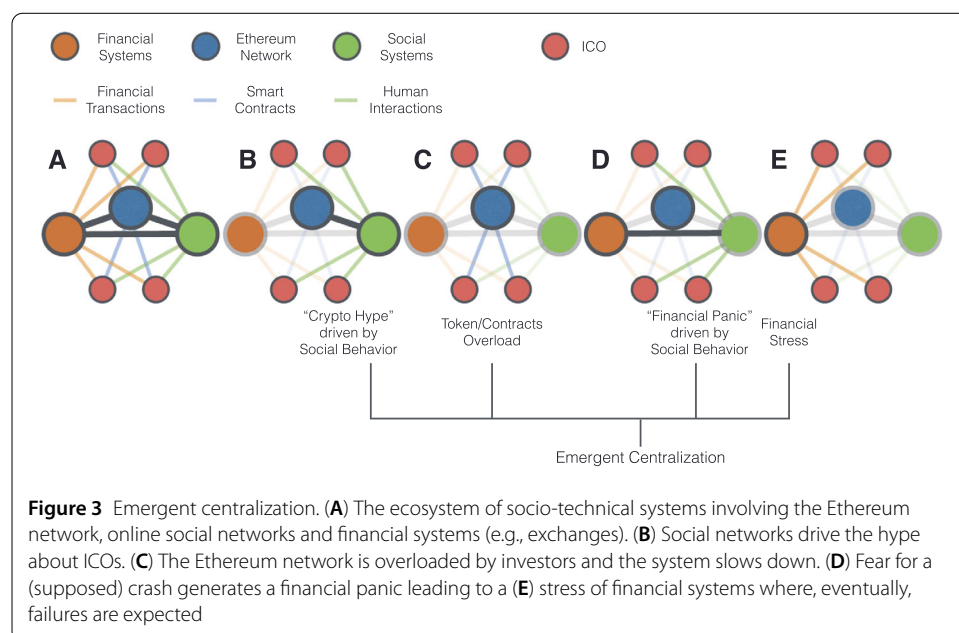 Financial
Systems
Ethereum
Network
Social
Systems
ICO
Financial
Transactions
Smart
Contracts
Human
Interactions
A
B
C
D
E
“Crypto Hype”
driven by
Social Behavior
Token/Contracts
Overload
“Financial Panic”
driven by
Social Behavior
Financial
Stress
Emergent Centralization
Figure 3 Emergent centralization. (A) The ecosystem of socio-technical systems involving the Ethereum
network, online social networks and financial systems (e.g., exchanges). (B) Social networks drive the hype
about ICOs. (C) The Ethereum network is overloaded by investors and the system slows down. (D) Fear for a
(supposed) crash generates a financial panic leading to a (E) stress of financial systems where, eventually,
failures are expected